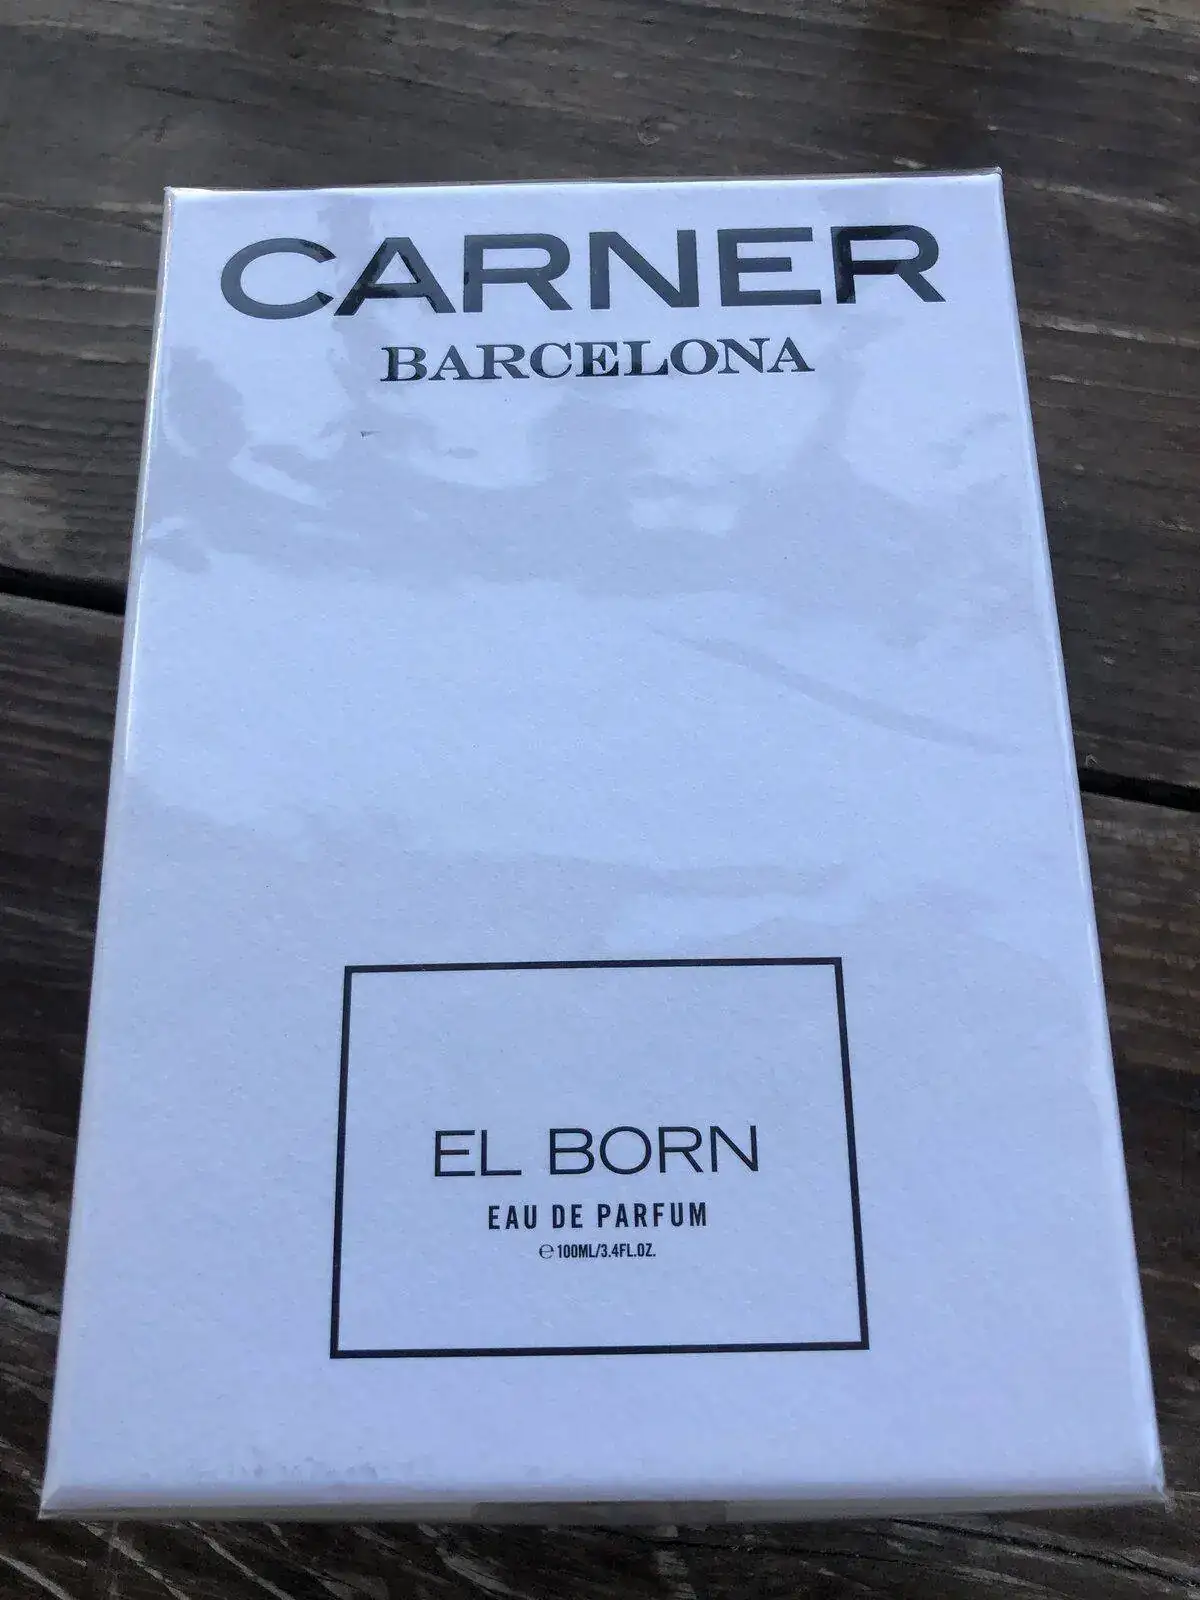 CARNER
BARCELONA
EL BORN
EAU DE PARFUM
℮100ML/3.4FL.OZ.